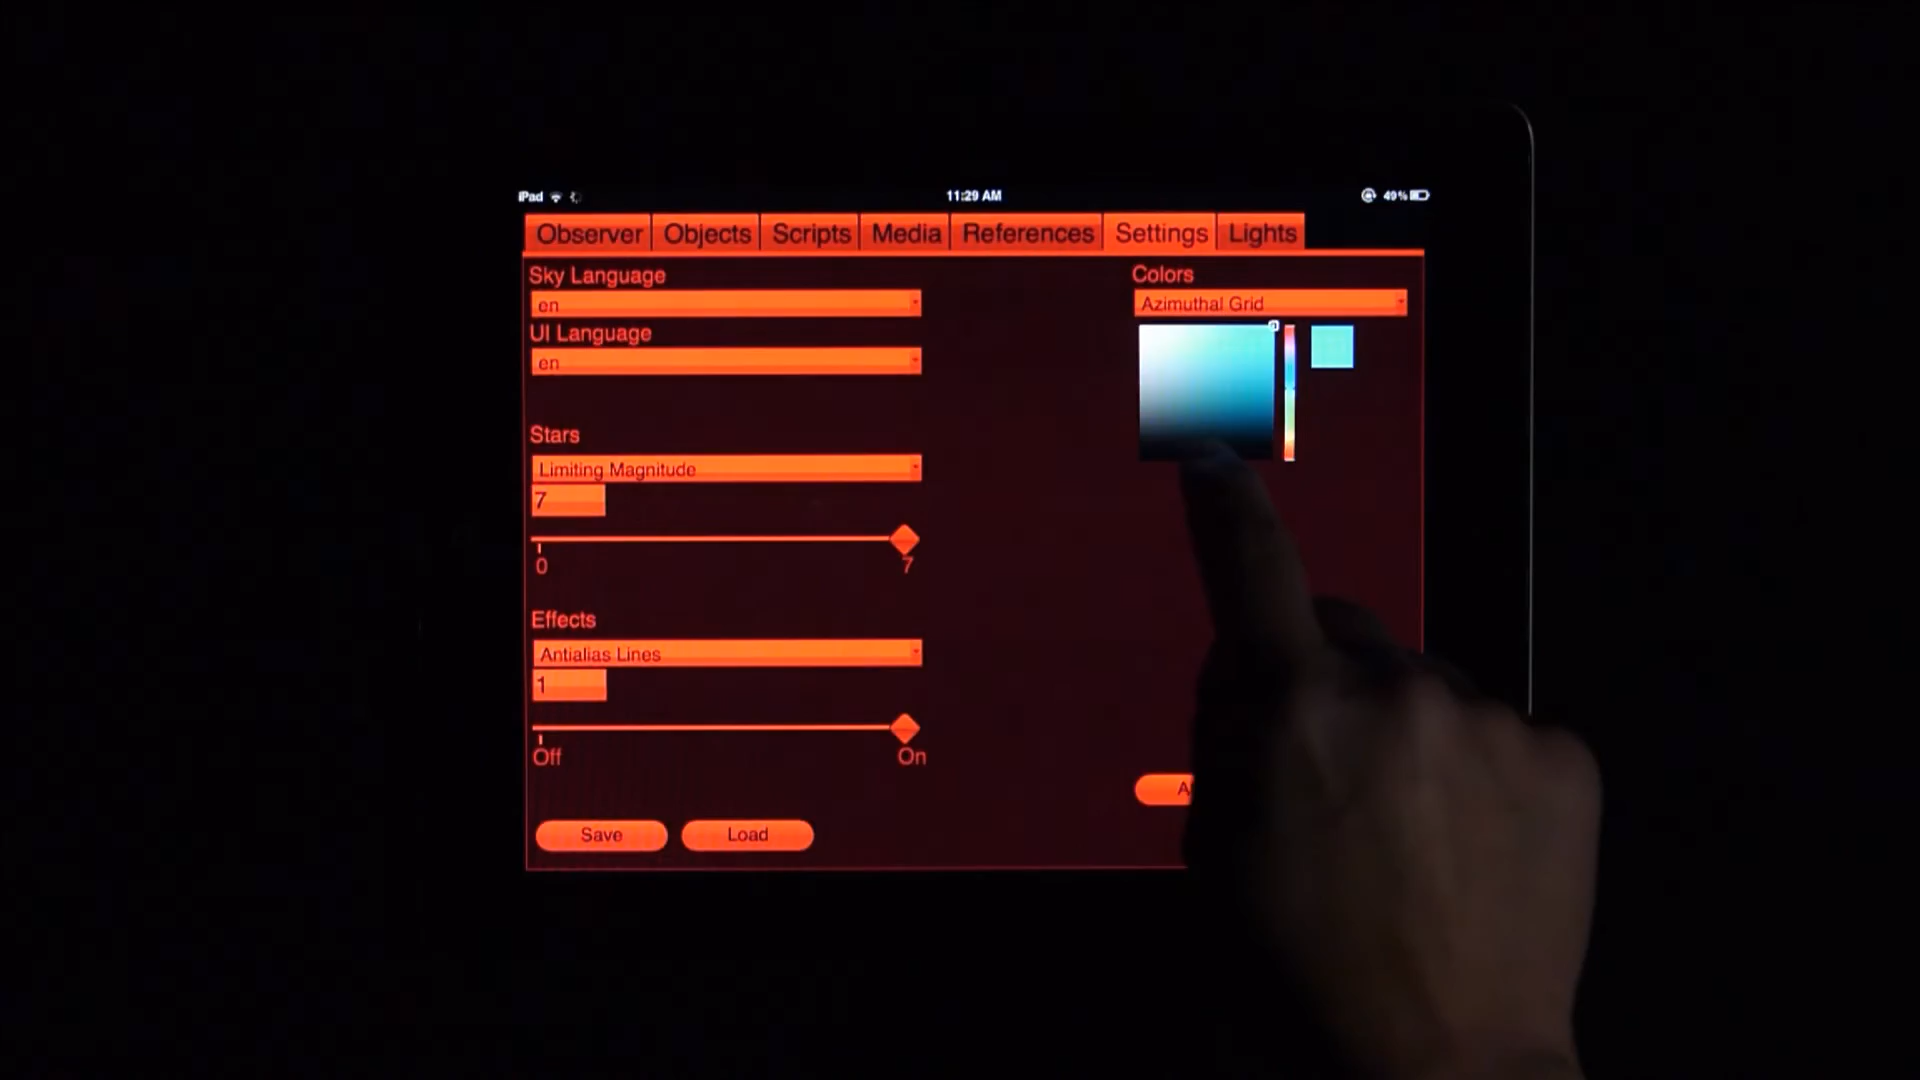 iPad 11:29 AM 49%
Observer Objects Scripts Media References Settings Lights
Sky Language
en
UI Language
en
Stars
Limiting Magnitude
7
0 7
Effects
Antialias Lines
1
Off On
Save Load
Colors
Azimuthal Grid